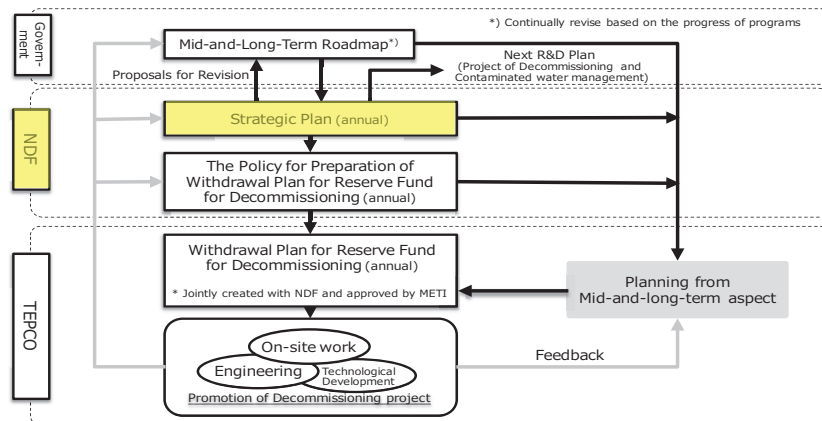 *) Continually revise based on the progress of programs
Govern-
ment
Mid-and-Long-Term Roadmap*)
Proposals for Revision
Next R&D Plan
(Project of Decommissioning and
Contaminated water management)
NDF
Strategic Plan (annual)
The Policy for Preparation of
Withdrawal Plan for Reserve Fund
for Decommissioning (annual)
TEPCO
Withdrawal Plan for Reserve Fund
for Decommissioning (annual)
* Jointly created with NDF and approved by METI
Planning from
Mid-and-long-term aspect
On-site work
Engineering
Technological
Development
Promotion of Decommissioning project
Feedback